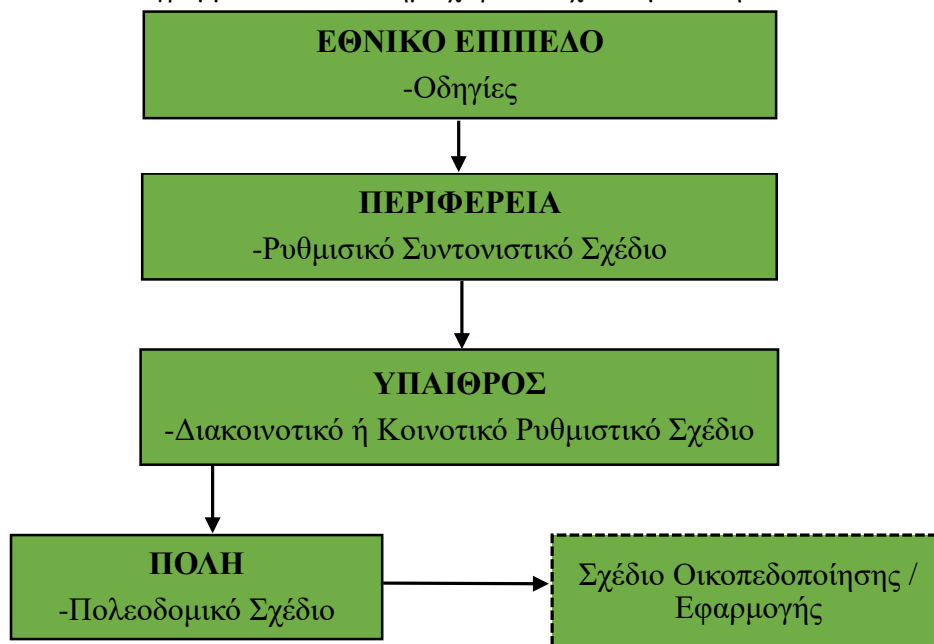 ΕΘΝΙΚΟ ΕΠΙΠΕΔΟ
-Οδηγίες
ΠΕΡΙΦΕΡΕΙΑ
-Ρυθμισικό Συντονιστικό Σχέδιο
ΥΠΑΙΘΡΟΣ
-Διακοινοτικό ή Κοινοτικό Ρυθμιστικό Σχέδιο
ΠΟΛΗ
-Πολεοδομικό Σχέδιο
Σχέδιο Οικοπεδοποίησης /
Εφαρμογής